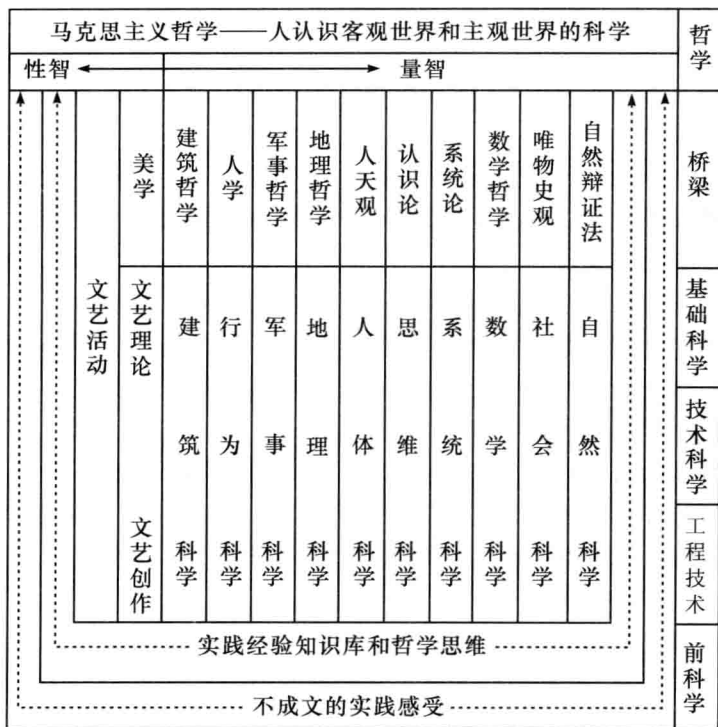 马克思主义哲学——人认识客观世界和主观世界的科学
哲学
性智
量智
文艺活动
美学
建筑哲学
人学
军事哲学
地理哲学
人天观
认识论
系统论
数学哲学
唯物史观
自然辩证法
桥梁
文艺理论
文艺创作
建筑科学
行为科学
军事科学
地理科学
人体科学
思维科学
系统科学
数学科学
社会科学
自然科学
基础科学
技术科学
工程技术
实践经验知识库和哲学思维
不成文的实践感受
前科学